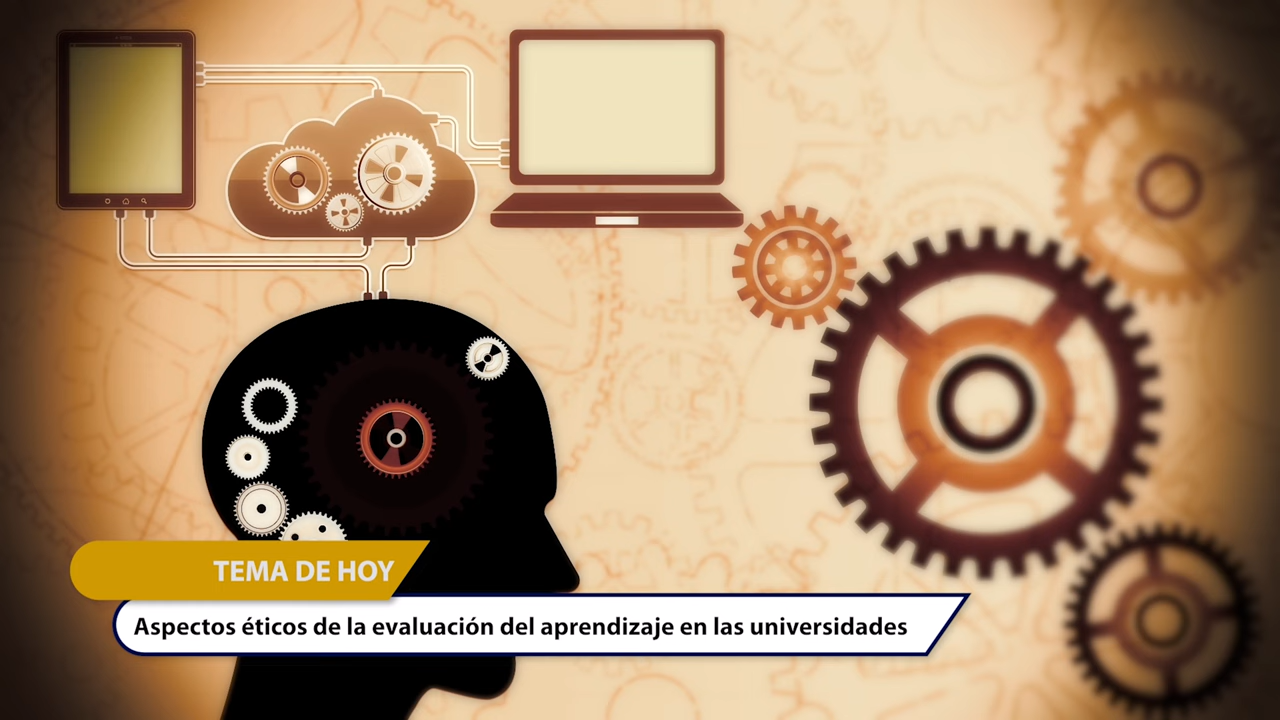 TEMA DE HOY
Aspectos éticos de la evaluación del aprendizaje en las universidades